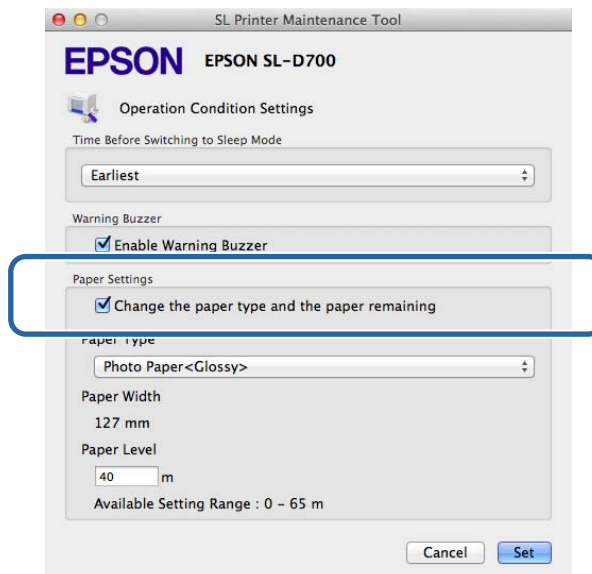 SL Printer Maintenance Tool
EPSON EPSON SL-D700
Operation Condition Settings
Time Before Switching to Sleep Mode
Earliest
Warning Buzzer
Enable Warning Buzzer
Paper Settings
Change the paper type and the paper remaining
Paper Type
Photo Paper<Glossy>
Paper Width
127 mm
Paper Level
40 m
Available Setting Range : 0 - 65 m
Cancel Set